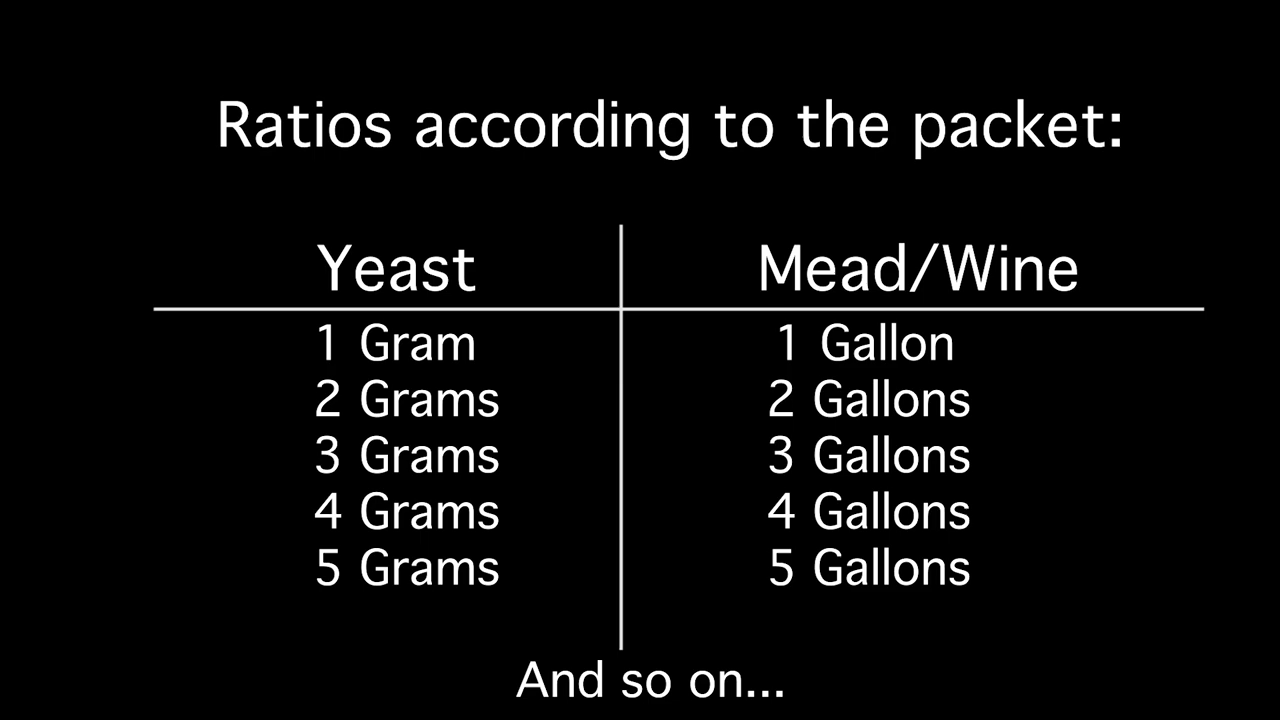 Ratios according to the packet:
Yeast Mead/Wine
1 Gram 1 Gallon
2 Grams 2 Gallons
3 Grams 3 Gallons
4 Grams 4 Gallons
5 Grams 5 Gallons
And so on...